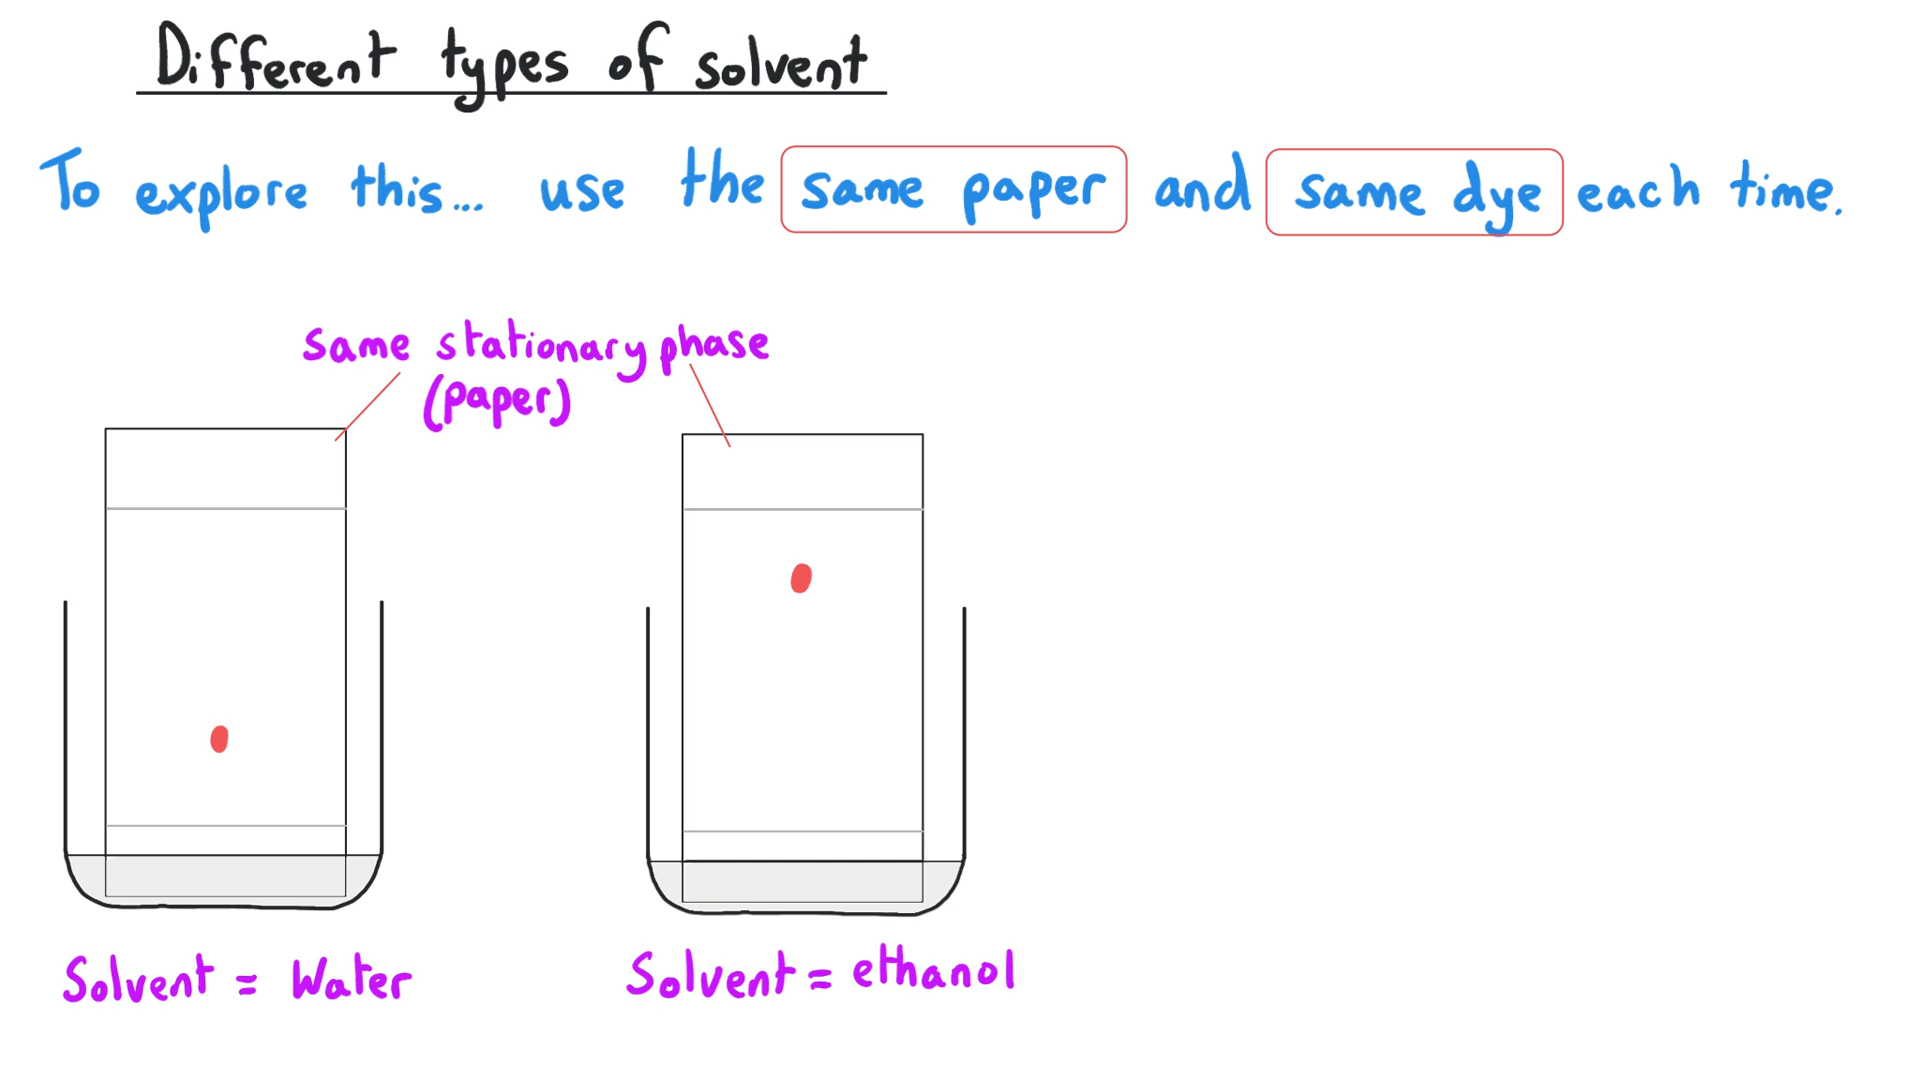 Different types of solvent
To explore this... use the same paper and same dye each time.
same stationary phase
(paper)
Solvent = Water
Solvent = ethanol